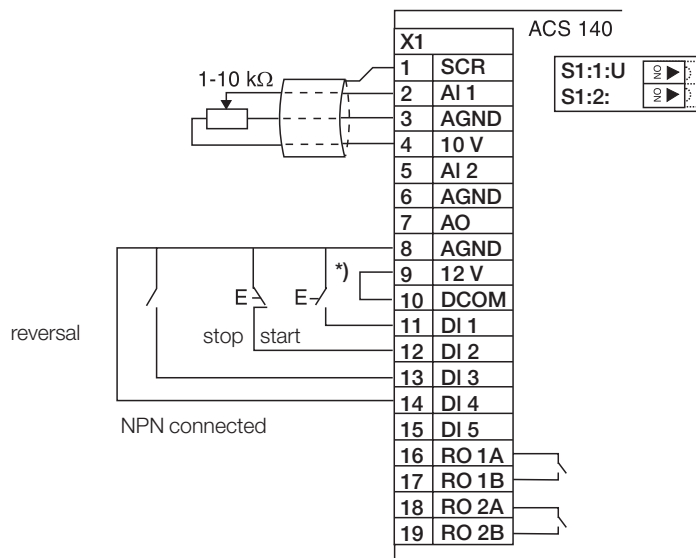 ACS 140
X1
1 SCR
2 AI 1
3 AGND
4 10 V
5 AI 2
6 AGND
7 AO
8 AGND
9 12 V
10 DCOM
11 DI 1
12 DI 2
13 DI 3
14 DI 4
15 DI 5
16 RO 1A
17 RO 1B
18 RO 2A
19 RO 2B
S1:1:U ON
S1:2: ON
1-10 kΩ
*)
E E
reversal
stop start
NPN connected